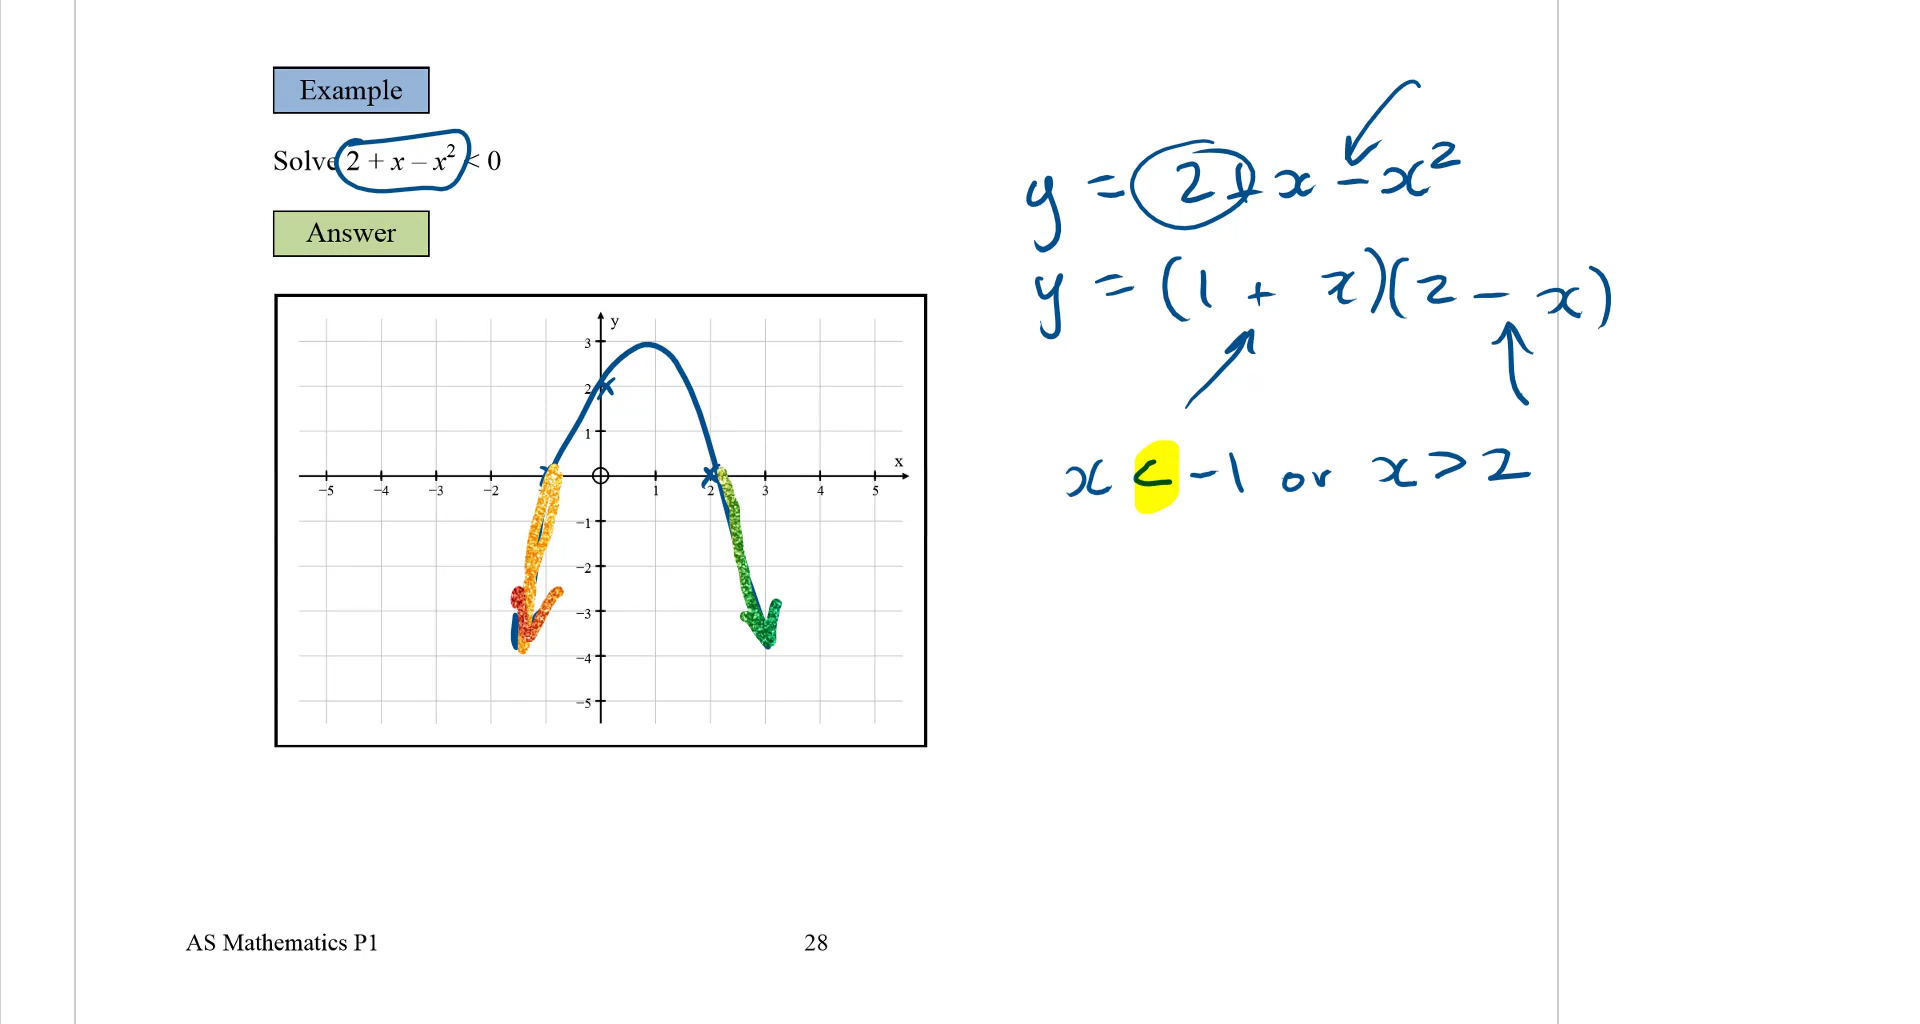 Example
Solve 2 + x – x² < 0
Answer
y = 2 + x − x²
y = (1 + x)(2 − x)
x < −1 or x > 2
y
3
2
1
x
−5 −4 −3 −2 1 2 3 4 5
−1
−2
−3
−4
−5
AS Mathematics P1 28